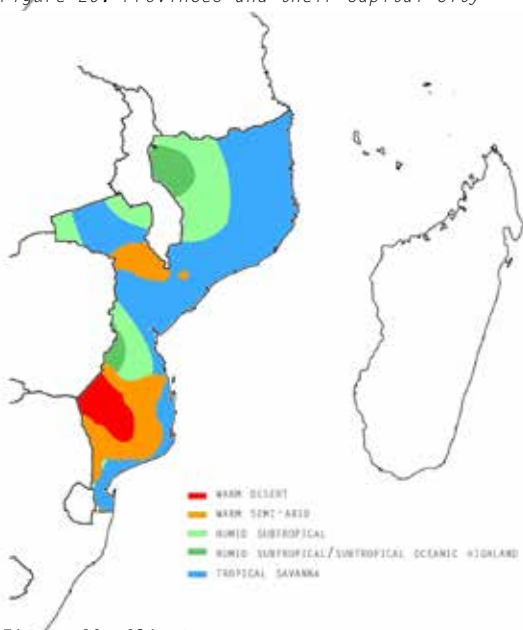 Figure 20. Provinces and their capital city
WARM DESERT
WARM SEMI-ARID
HUMID SUBTROPICAL
HUMID SUBTROPICAL/SUBTROPICAL OCEANIC HIGHLAND
TROPICAL SAVANNA